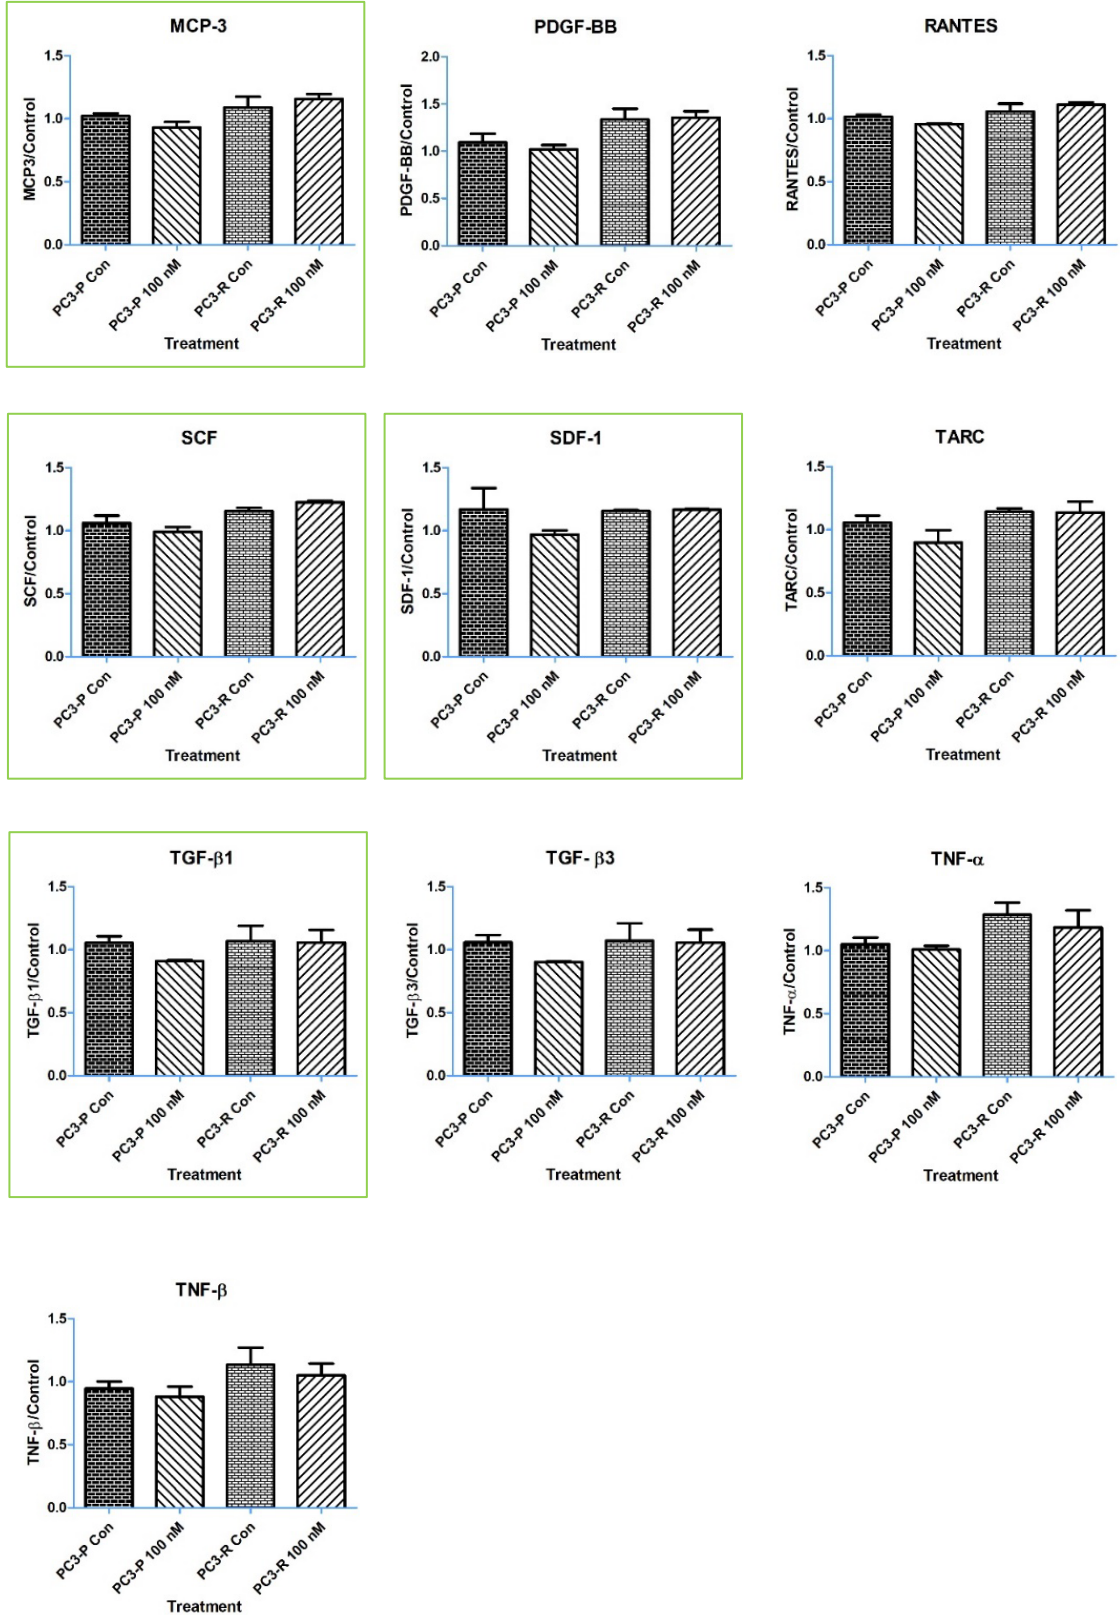 MCP-3
1.5
1.0
0.5
0.0
MCP3/Control
PC3-P Con
PC3-P 100 nM
PC3-R Con
PC3-R 100 nM
Treatment
PDGF-BB
2.0
1.5
1.0
0.5
0.0
PDGF-BB/Control
PC3-P Con
PC3-P 100 nM
PC3-R Con
PC3-R 100 nM
Treatment
RANTES
1.5
1.0
0.5
0.0
RANTES/Control
PC3-P Con
PC3-P 100 nM
PC3-R Con
PC3-R 100 nM
Treatment
SCF
1.5
1.0
0.5
0.0
SCF/Control
PC3-P Con
PC3-P 100 nM
PC3-R Con
PC3-R 100 nM
Treatment
SDF-1
1.5
1.0
0.5
0.0
SDF-1/Control
PC3-P Con
PC3-P 100 nM
PC3-R Con
PC3-R 100 nM
Treatment
TARC
1.5
1.0
0.5
0.0
TARC/Control
PC3-P Con
PC3-P 100 nM
PC3-R Con
PC3-R 100 nM
Treatment
TGF-β1
1.5
1.0
0.5
0.0
TGF-β1/Control
PC3-P Con
PC3-P 100 nM
PC3-R Con
PC3-R 100 nM
Treatment
TGF- β3
1.5
1.0
0.5
0.0
TGF-β3/Control
PC3-P Con
PC3-P 100 nM
PC3-R Con
PC3-R 100 nM
Treatment
TNF-α
1.5
1.0
0.5
0.0
TNF-α/Control
PC3-P Con
PC3-P 100 nM
PC3-R Con
PC3-R 100 nM
Treatment
TNF-β
1.5
1.0
0.5
0.0
TNF-β/Control
PC3-P Con
PC3-P 100 nM
PC3-R Con
PC3-R 100 nM
Treatment